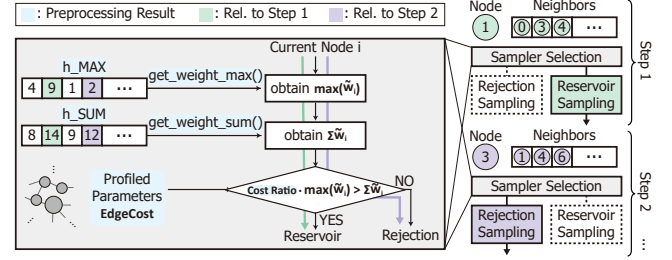 : Preprocessing Result : Rel. to Step 1 : Rel. to Step 2
Current Node i
h_MAX
4 9 1 2 ...
get_weight_max()
obtain max(w̃ᵢ)
h_SUM
8 14 9 12 ...
get_weight_sum()
obtain Σw̃ᵢ
Profiled
Parameters
EdgeCost
Cost Ratio · max(w̃ᵢ) > Σw̃ᵢ
NO
YES
Reservoir
Rejection
Node
Neighbors
1
0 3 4 ...
Sampler Selection
Rejection
Sampling
Reservoir
Sampling
Step 1
Node
Neighbors
3
1 4 6 ...
Sampler Selection
Rejection
Sampling
Reservoir
Sampling
Step 2
...